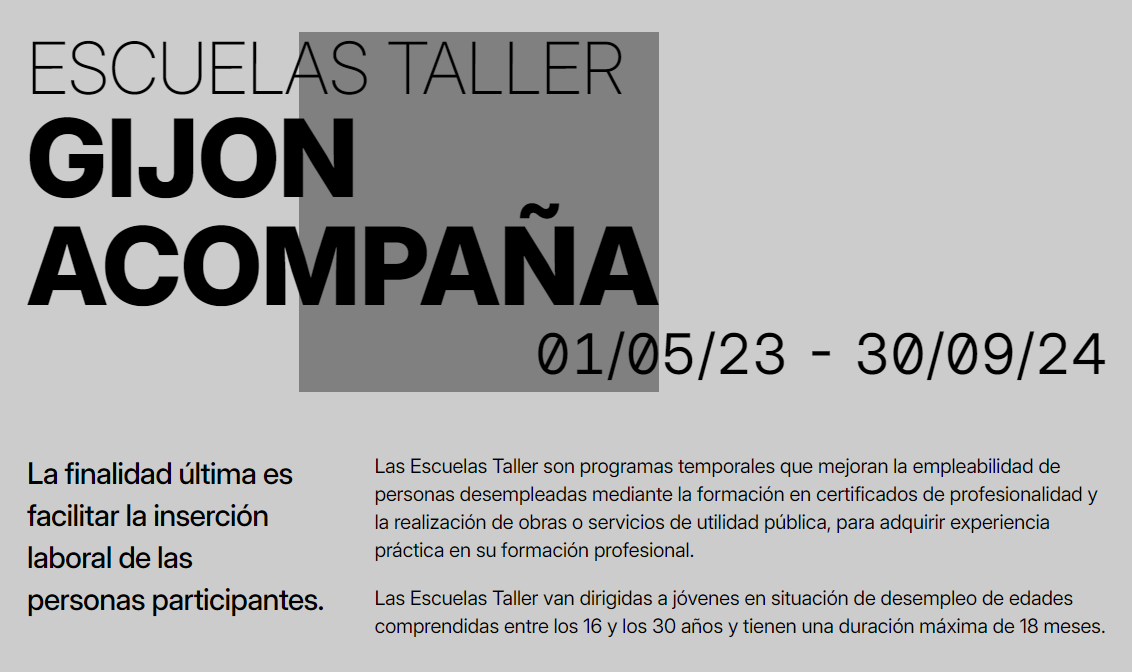 ESCUELAS TALLER
GIJON
ACOMPAÑA
01/05/23 - 30/09/24
La finalidad última es
facilitar la inserción
laboral de las
personas participantes.
Las Escuelas Taller son programas temporales que mejoran la empleabilidad de
personas desempleadas mediante la formación en certificados de profesionalidad y
la realización de obras o servicios de utilidad pública, para adquirir experiencia
práctica en su formación profesional.
Las Escuelas Taller van dirigidas a jóvenes en situación de desempleo de edades
comprendidas entre los 16 y los 30 años y tienen una duración máxima de 18 meses.